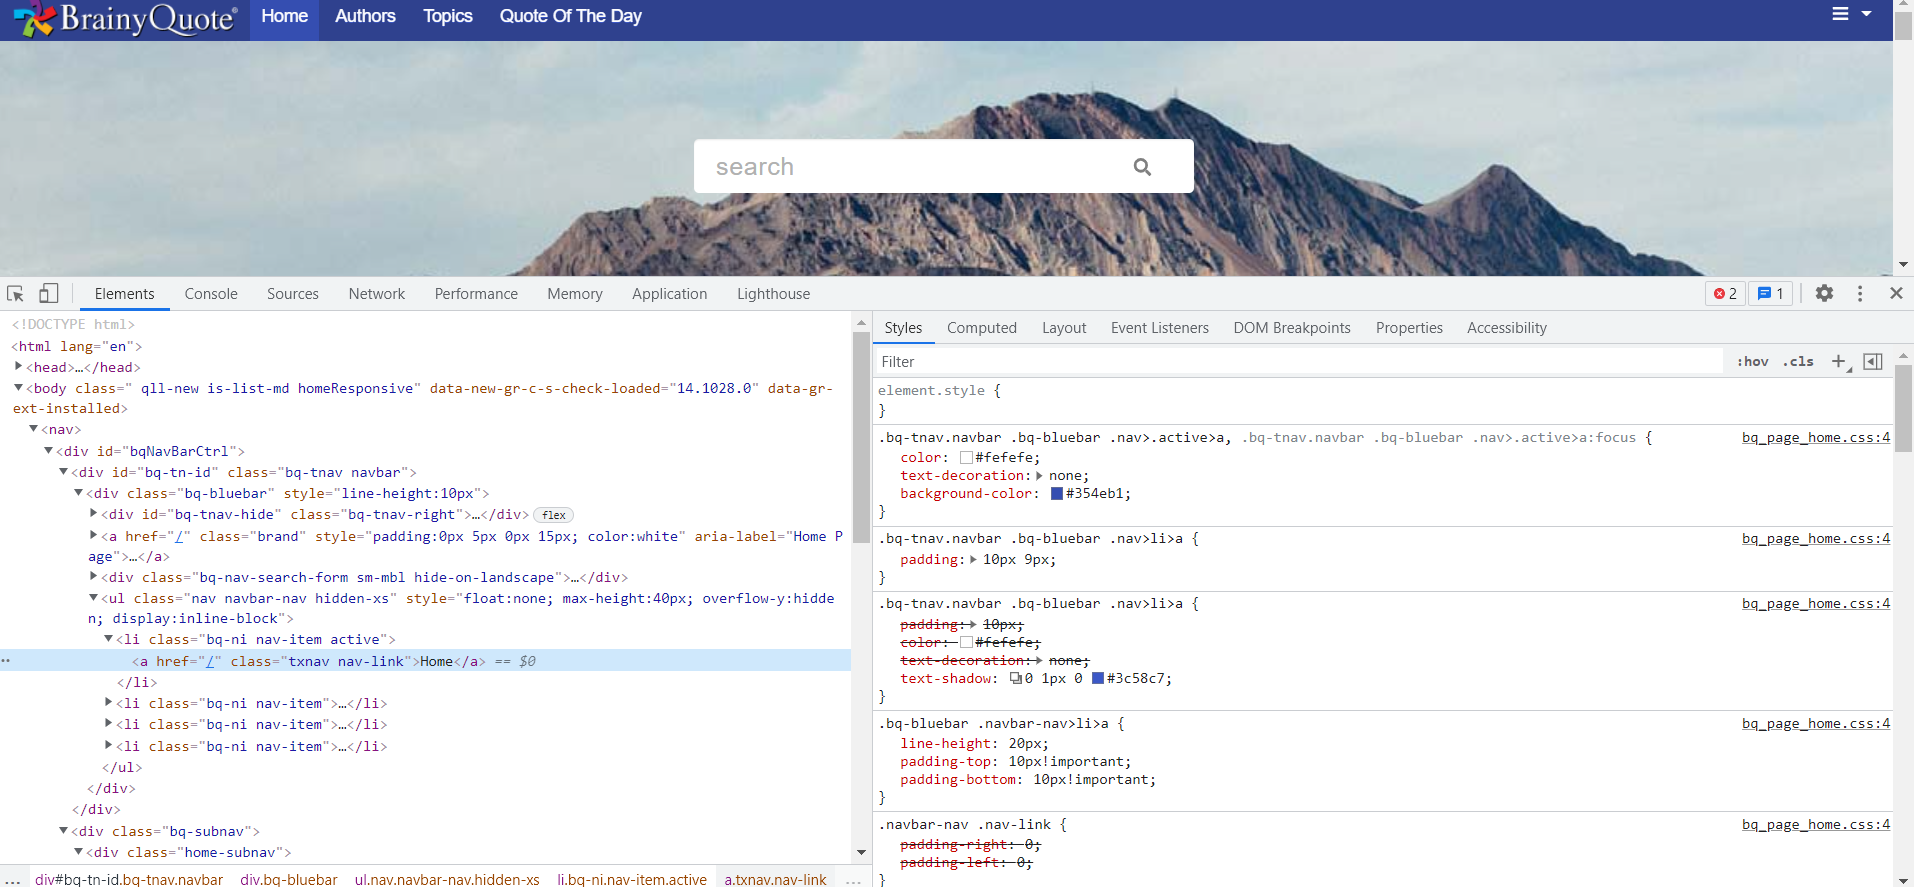 BrainyQuote® Home Authors Topics Quote Of The Day
search
Elements Console Sources Network Performance Memory Application Lighthouse 2 1
<!DOCTYPE html>
<html lang="en">
<head>…</head>
<body class=" qll-new is-list-md homeResponsive" data-new-gr-c-s-check-loaded="14.1028.0" data-gr-
ext-installed>
<nav>
<div id="bqNavBarCtrl">
<div id="bq-tn-id" class="bq-tnav navbar">
<div class="bq-bluebar" style="line-height:10px">
<div id="bq-tnav-hide" class="bq-tnav-right">…</div> flex
<a href="/" class="brand" style="padding:0px 5px 0px 15px; color:white" aria-label="Home P
age">…</a>
<div class="bq-nav-search-form sm-mbl hide-on-landscape">…</div>
<ul class="nav navbar-nav hidden-xs" style="float:none; max-height:40px; overflow-y:hidde
n; display:inline-block">
<li class="bq-ni nav-item active">
<a href="/" class="txnav nav-link">Home</a> == $0
</li>
<li class="bq-ni nav-item">…</li>
<li class="bq-ni nav-item">…</li>
<li class="bq-ni nav-item">…</li>
</ul>
</div>
</div>
<div class="bq-subnav">
<div class="home-subnav">
… div#bq-tn-id.bq-tnav.navbar div.bq-bluebar ul.nav.navbar-nav.hidden-xs li.bq-ni.nav-item.active a.txnav.nav-link …
Styles Computed Layout Event Listeners DOM Breakpoints Properties Accessibility
Filter :hov .cls +
element.style {
}
.bq-tnav.navbar .bq-bluebar .nav>.active>a, .bq-tnav.navbar .bq-bluebar .nav>.active>a:focus { bq_page_home.css:4
color: #fefefe;
text-decoration: none;
background-color: #354eb1;
}
.bq-tnav.navbar .bq-bluebar .nav>li>a { bq_page_home.css:4
padding: 10px 9px;
}
.bq-tnav.navbar .bq-bluebar .nav>li>a { bq_page_home.css:4
padding: 10px;
color: #fefefe;
text-decoration: none;
text-shadow: 0 1px 0 #3c58c7;
}
.bq-bluebar .navbar-nav>li>a { bq_page_home.css:4
line-height: 20px;
padding-top: 10px!important;
padding-bottom: 10px!important;
}
.navbar-nav .nav-link { bq_page_home.css:4
padding-right: 0;
padding-left: 0;
}